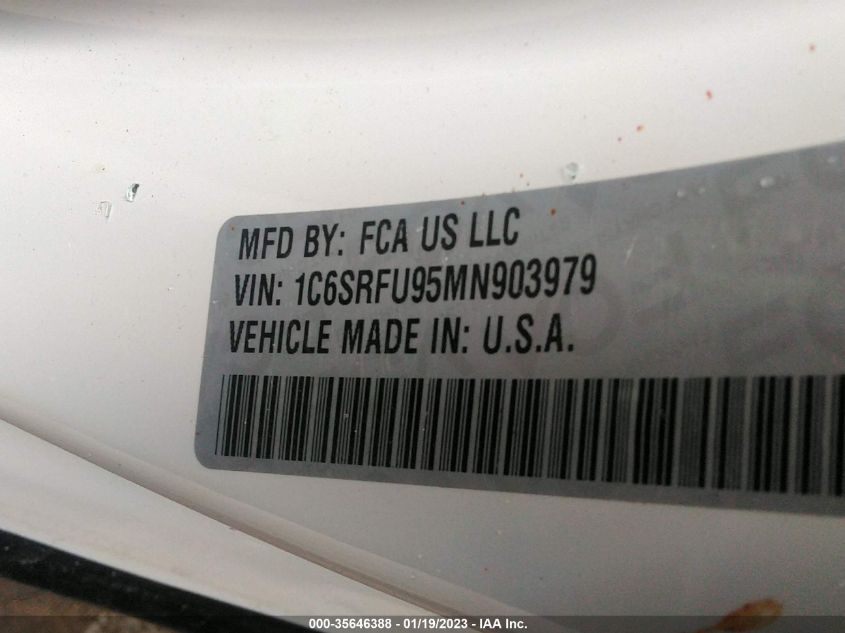 MFD BY: FCA US LLC
VIN: 1C6SRFU95MN903979
VEHICLE MADE IN: U.S.A.
000-35646388 - 01/19/2023 - IAA Inc.